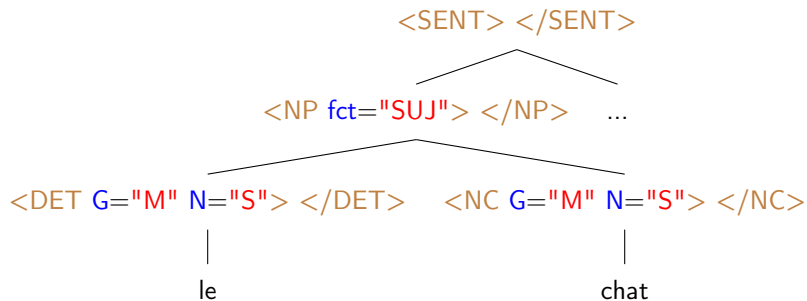 <SENT> </SENT>
<NP fct="SUJ"> </NP> ...
<DET G="M" N="S"> </DET> <NC G="M" N="S"> </NC>
le chat